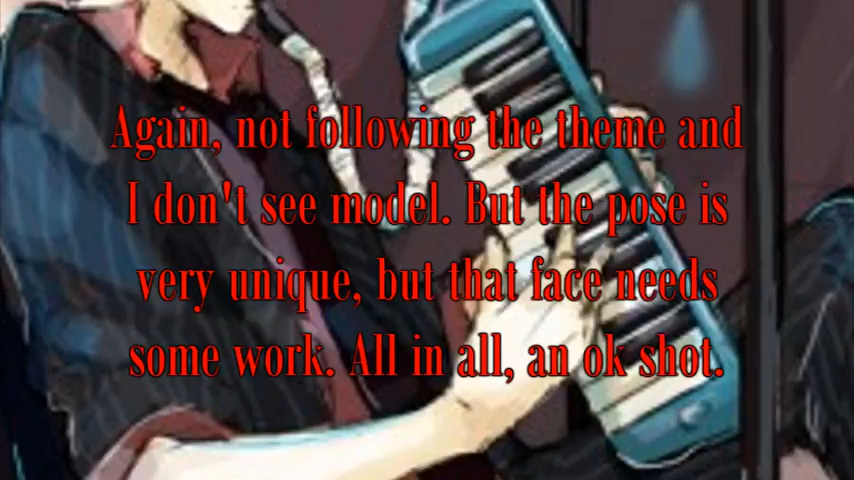 Again, not following the theme and
I don't see model. But the pose is
very unique, but that face needs
some work. All in all, an ok shot.